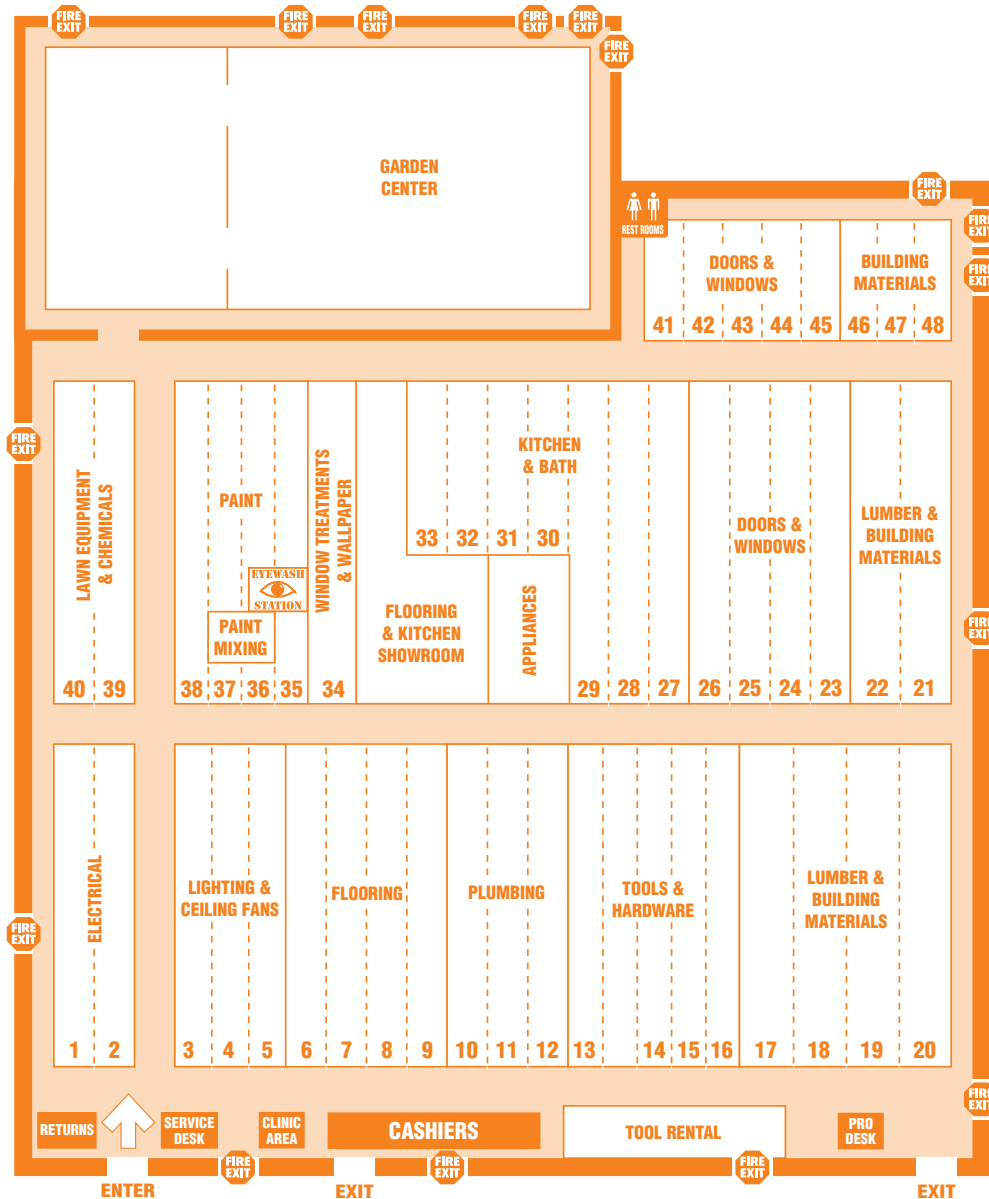 FIRE
EXIT
FIRE
EXIT
FIRE
EXIT
FIRE
EXIT
FIRE
EXIT
FIRE
EXIT
GARDEN
CENTER
FIRE
EXIT
REST ROOMS
FIRE
EXIT
FIRE
EXIT
DOORS &
WINDOWS
BUILDING
MATERIALS
41 42 43 44 45 46 47 48
FIRE
EXIT
LAWN EQUIPMENT
& CHEMICALS
PAINT
WINDOW TREATMENTS
& WALLPAPER
KITCHEN
& BATH
33 32 31 30
DOORS &
WINDOWS
LUMBER &
BUILDING
MATERIALS
EYEWASH
STATION
PAINT
MIXING
FLOORING
& KITCHEN
SHOWROOM
APPLIANCES
FIRE
EXIT
40 39 38 37 36 35 34 29 28 27 26 25 24 23 22 21
ELECTRICAL
LIGHTING &
CEILING FANS
FLOORING
PLUMBING
TOOLS &
HARDWARE
LUMBER &
BUILDING
MATERIALS
FIRE
EXIT
1 2 3 4 5 6 7 8 9 10 11 12 13 14 15 16 17 18 19 20
FIRE
EXIT
RETURNS
SERVICE
DESK
CLINIC
AREA
CASHIERS
TOOL RENTAL
PRO
DESK
FIRE
EXIT
FIRE
EXIT
FIRE
EXIT
ENTER
EXIT
EXIT